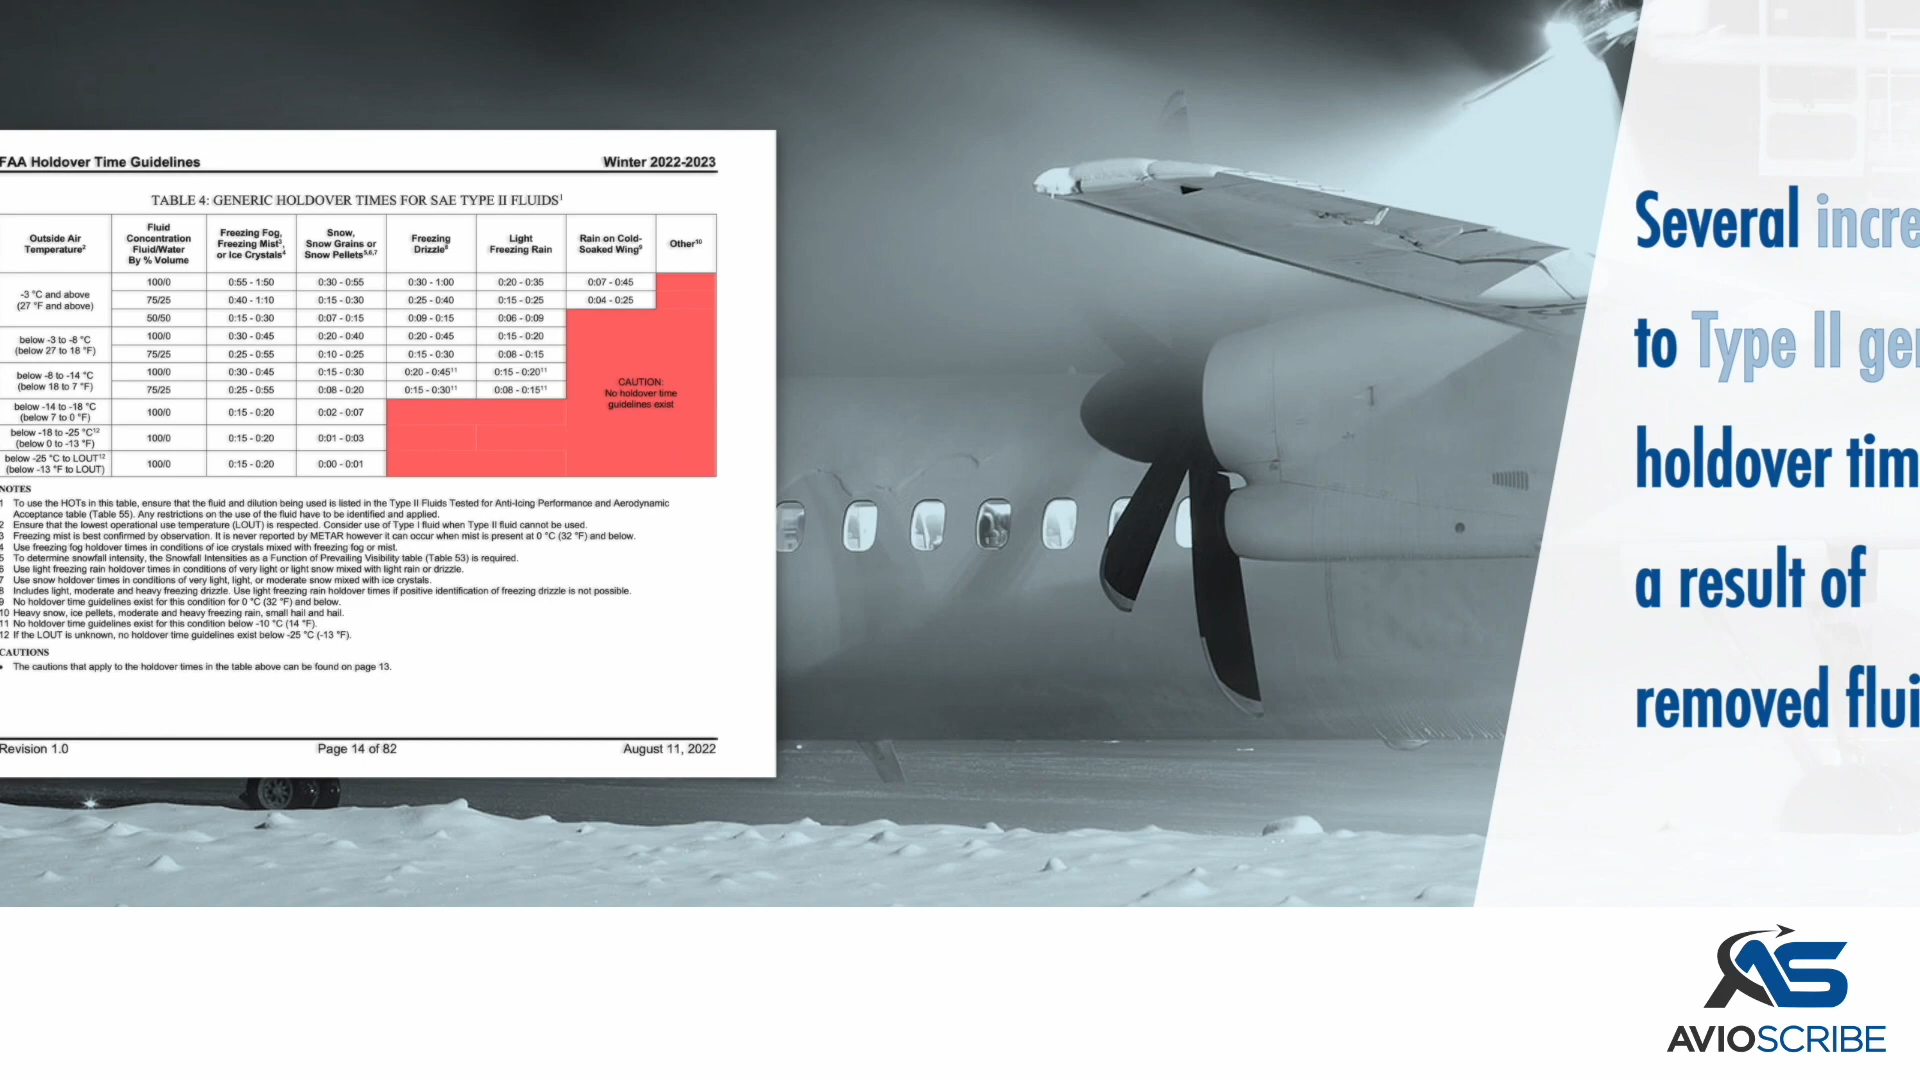 FAA Holdover Time Guidelines Winter 2022-2023
TABLE 4: GENERIC HOLDOVER TIMES FOR SAE TYPE II FLUIDS1
Outside Air Temperature2 Fluid Concentration Fluid/Water By % Volume Freezing Fog, Freezing Mist3, or Ice Crystals4 Snow, Snow Grains or Snow Pellets5,6,7 Freezing Drizzle8 Light Freezing Rain Rain on Cold-Soaked Wing9 Other10
-3 °C and above (27 °F and above) 100/0 0:55 - 1:50 0:30 - 0:55 0:30 - 1:00 0:20 - 0:35 0:07 - 0:45
75/25 0:40 - 1:10 0:15 - 0:30 0:25 - 0:40 0:15 - 0:25 0:04 - 0:25
50/50 0:15 - 0:30 0:07 - 0:15 0:09 - 0:15 0:06 - 0:09
below -3 to -8 °C (below 27 to 18 °F) 100/0 0:30 - 0:45 0:20 - 0:40 0:20 - 0:45 0:15 - 0:20
75/25 0:25 - 0:55 0:10 - 0:25 0:15 - 0:30 0:08 - 0:15
below -8 to -14 °C (below 18 to 7 °F) 100/0 0:30 - 0:45 0:15 - 0:30 0:20 - 0:4511 0:15 - 0:2011
75/25 0:25 - 0:55 0:08 - 0:20 0:15 - 0:3011 0:08 - 0:1511
CAUTION: No holdover time guidelines exist
below -14 to -18 °C (below 7 to 0 °F) 100/0 0:15 - 0:20 0:02 - 0:07
below -18 to -25 °C12 (below 0 to -13 °F) 100/0 0:15 - 0:20 0:01 - 0:03
below -25 °C to LOUT12 (below -13 °F to LOUT) 100/0 0:15 - 0:20 0:00 - 0:01
NOTES
1 To use the HOTs in this table, ensure that the fluid and dilution being used is listed in the Type II Fluids Tested for Anti-Icing Performance and Aerodynamic
Acceptance table (Table 55). Any restrictions on the use of the fluid have to be identified and applied.
2 Ensure that the lowest operational use temperature (LOUT) is respected. Consider use of Type I fluid when Type II fluid cannot be used.
3 Freezing mist is best confirmed by observation. It is never reported by METAR however it can occur when mist is present at 0 °C (32 °F) and below.
4 Use freezing fog holdover times in conditions of ice crystals mixed with freezing fog or mist.
5 To determine snowfall intensity, the Snowfall Intensities as a Function of Prevailing Visibility table (Table 53) is required.
6 Use light freezing rain holdover times in conditions of very light or light snow mixed with light rain or drizzle.
7 Use snow holdover times in conditions of very light, light, or moderate snow mixed with ice crystals.
8 Includes light, moderate and heavy freezing drizzle. Use light freezing rain holdover times if positive identification of freezing drizzle is not possible.
9 No holdover time guidelines exist for this condition for 0 °C (32 °F) and below.
10 Heavy snow, ice pellets, moderate and heavy freezing rain, small hail and hail.
11 No holdover time guidelines exist for this condition below -10 °C (14 °F).
12 If the LOUT is unknown, no holdover time guidelines exist below -25 °C (-13 °F).
CAUTIONS
• The cautions that apply to the holdover times in the table above can be found on page 13.
Revision 1.0 Page 14 of 82 August 11, 2022
Several incre
to Type II ge
holdover tim
a result of
removed flui
AS
AVIOSCRIBE